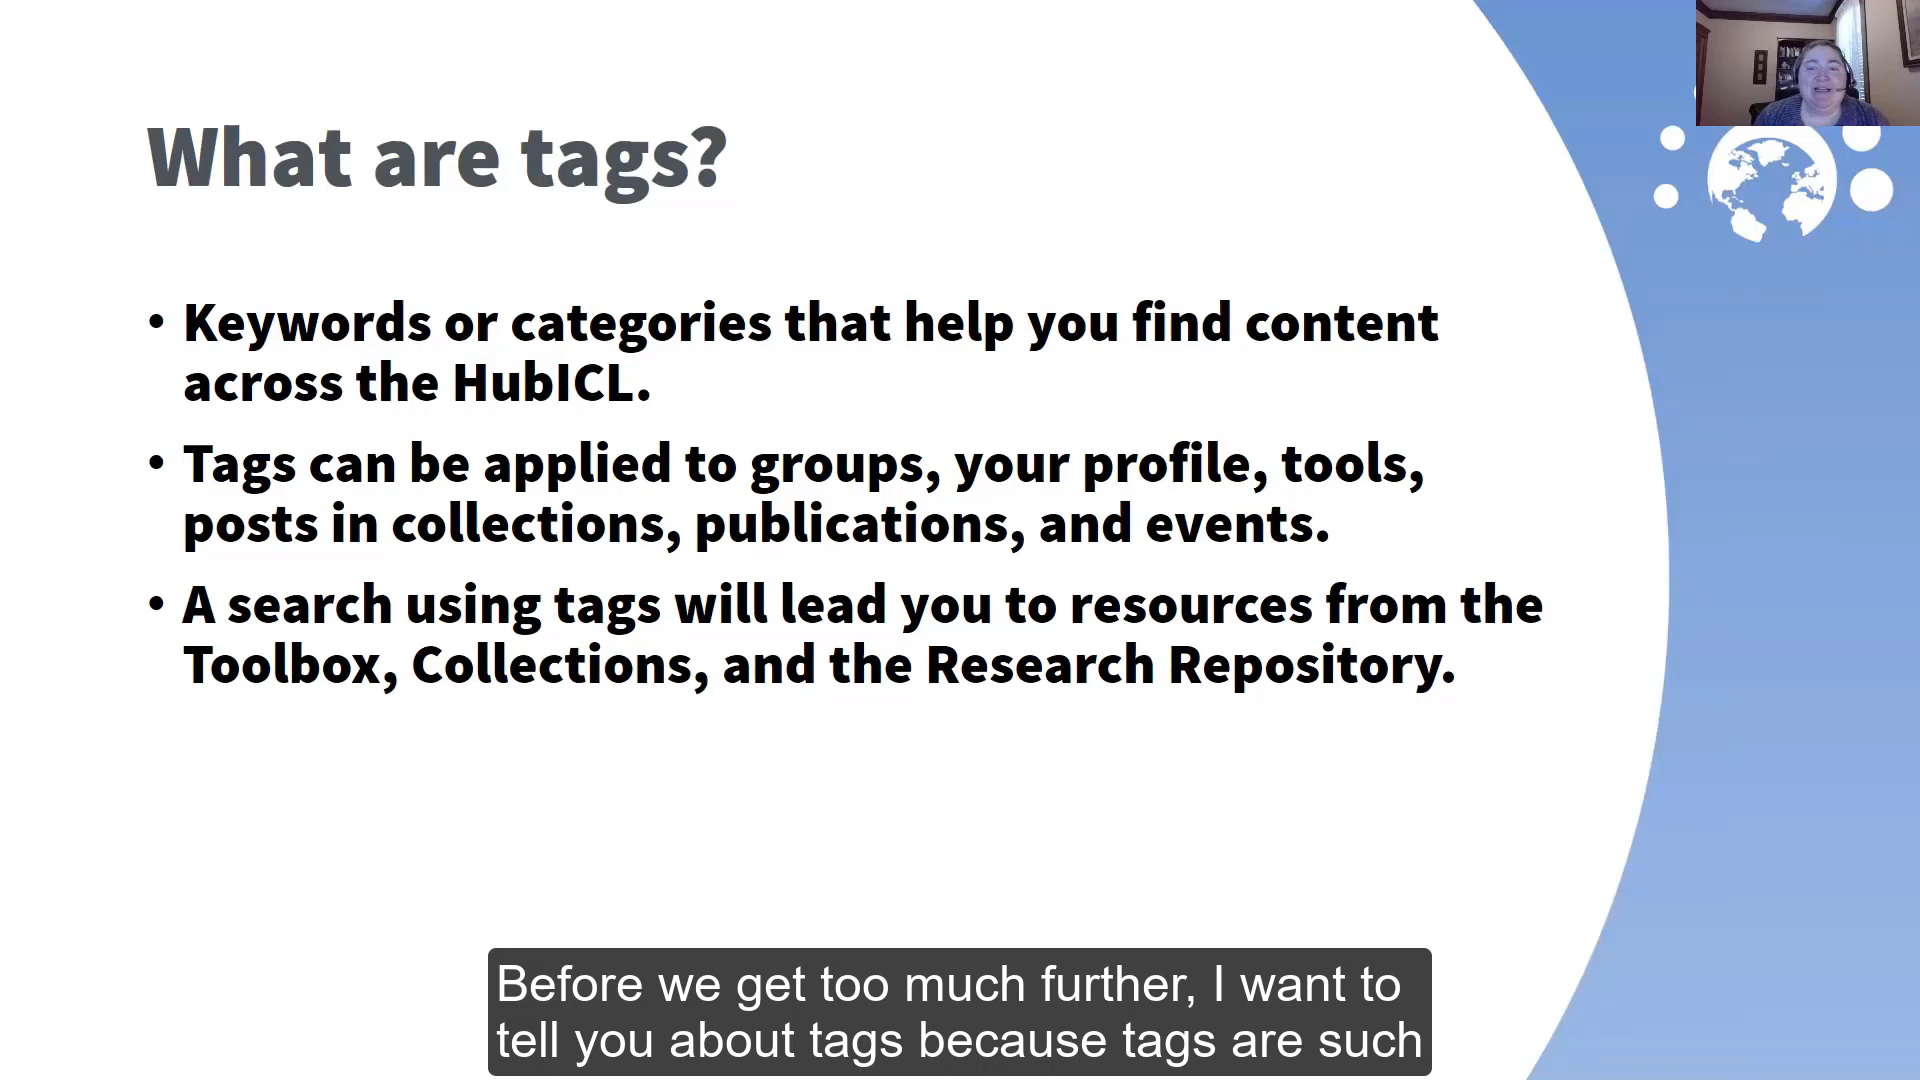 What are tags?
• Keywords or categories that help you find content
across the HubICL.
• Tags can be applied to groups, your profile, tools,
posts in collections, publications, and events.
• A search using tags will lead you to resources from the
Toolbox, Collections, and the Research Repository.
Before we get too much further, I want to
tell you about tags because tags are such